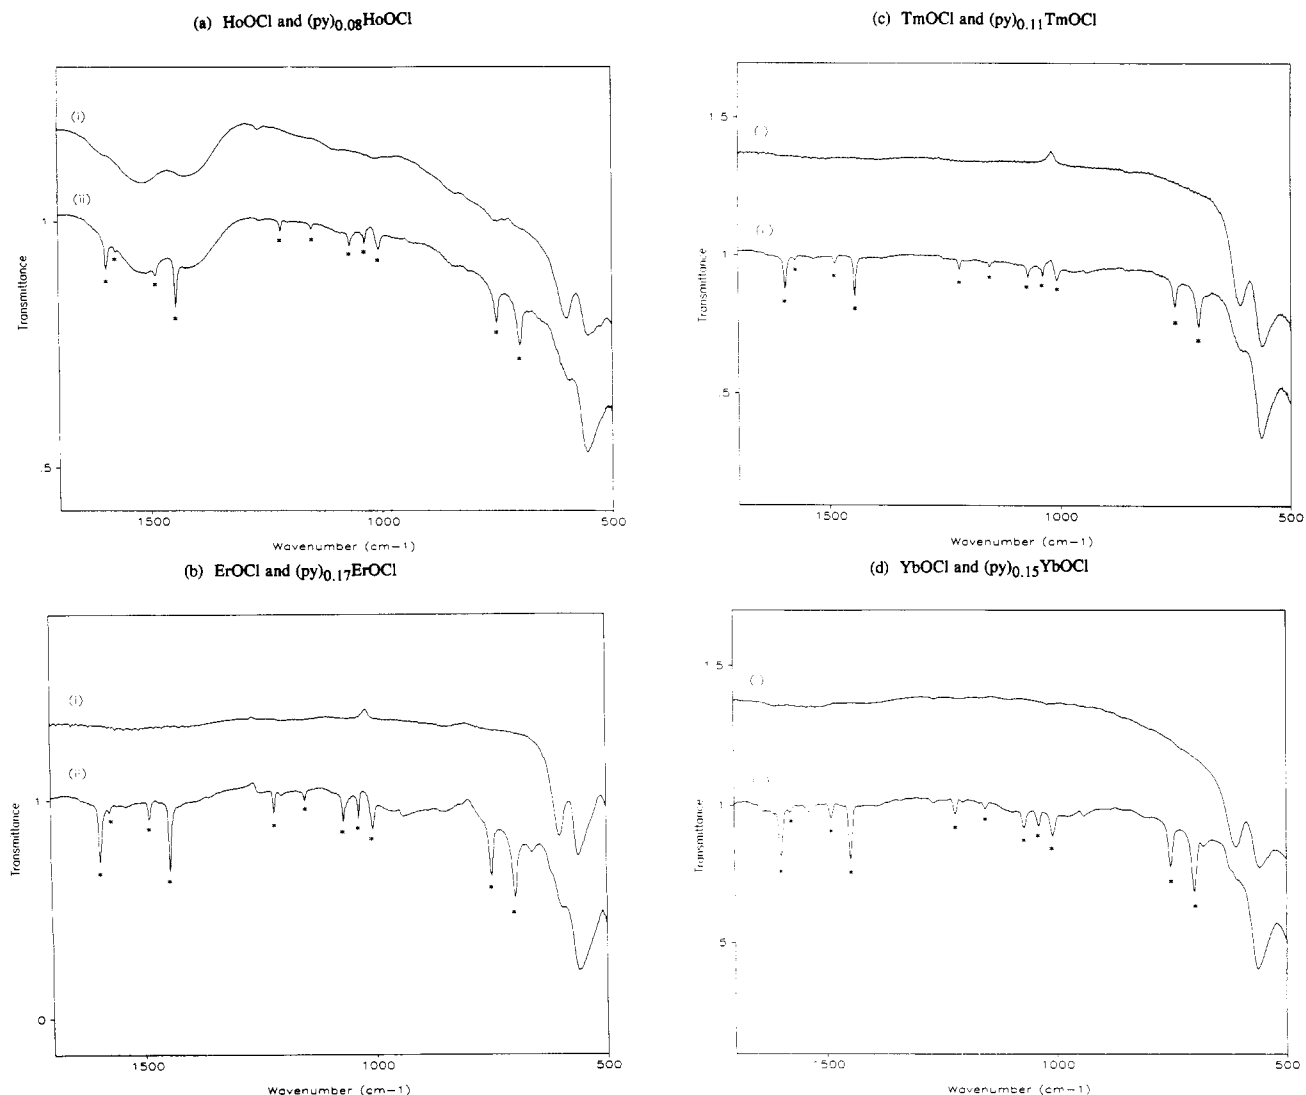 (a) HoOCl and (py)0.08HoOCl
(i)
(ii)
1
.5
Transmittance
1500 1000 500
Wavenumber (cm-1)
(c) TmOCl and (py)0.11TmOCl
1.5
1
.5
Transmittance
1500 1000 500
Wavenumber (cm-1)
(b) ErOCl and (py)0.17ErOCl
(i)
(ii)
1
0
Transmittance
1500 1000 500
Wavenumber (cm-1)
(d) YbOCl and (py)0.15YbOCl
1.5
1
5
Transmittance
1500 1000 500
Wavenumber (cm-1)